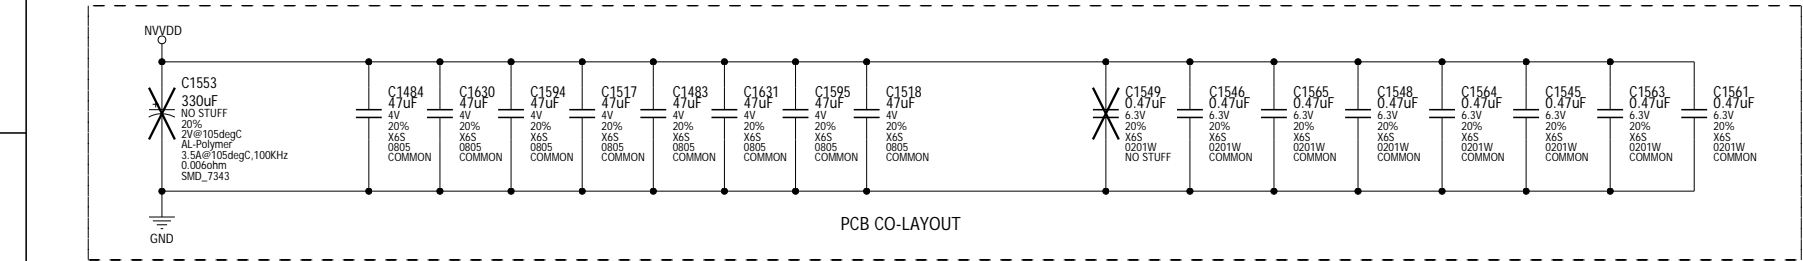 NVVDD
C1553
330uF
NO STUFF
20%
2V@105degC
AL-Polymer
3.5A@105degC,100KHz
0.006ohm
SMD_7343
GND
C1484
47uF
4V
20%
X6S
0805
COMMON
C1630
47uF
4V
20%
X6S
0805
COMMON
C1594
47uF
4V
20%
X6S
0805
COMMON
C1517
47uF
4V
20%
X6S
0805
COMMON
C1483
47uF
4V
20%
X6S
0805
COMMON
C1631
47uF
4V
20%
X6S
0805
COMMON
C1595
47uF
4V
20%
X6S
0805
COMMON
C1518
47uF
4V
20%
X6S
0805
COMMON
C1549
0.47uF
6.3V
20%
X6S
0201W
NO STUFF
C1546
0.47uF
6.3V
20%
X6S
0201W
COMMON
C1565
0.47uF
6.3V
20%
X6S
0201W
COMMON
C1548
0.47uF
6.3V
20%
X6S
0201W
COMMON
C1564
0.47uF
6.3V
20%
X6S
0201W
COMMON
C1545
0.47uF
6.3V
20%
X6S
0201W
COMMON
C1563
0.47uF
6.3V
20%
X6S
0201W
COMMON
C1561
0.47uF
6.3V
20%
X6S
0201W
COMMON
PCB CO-LAYOUT